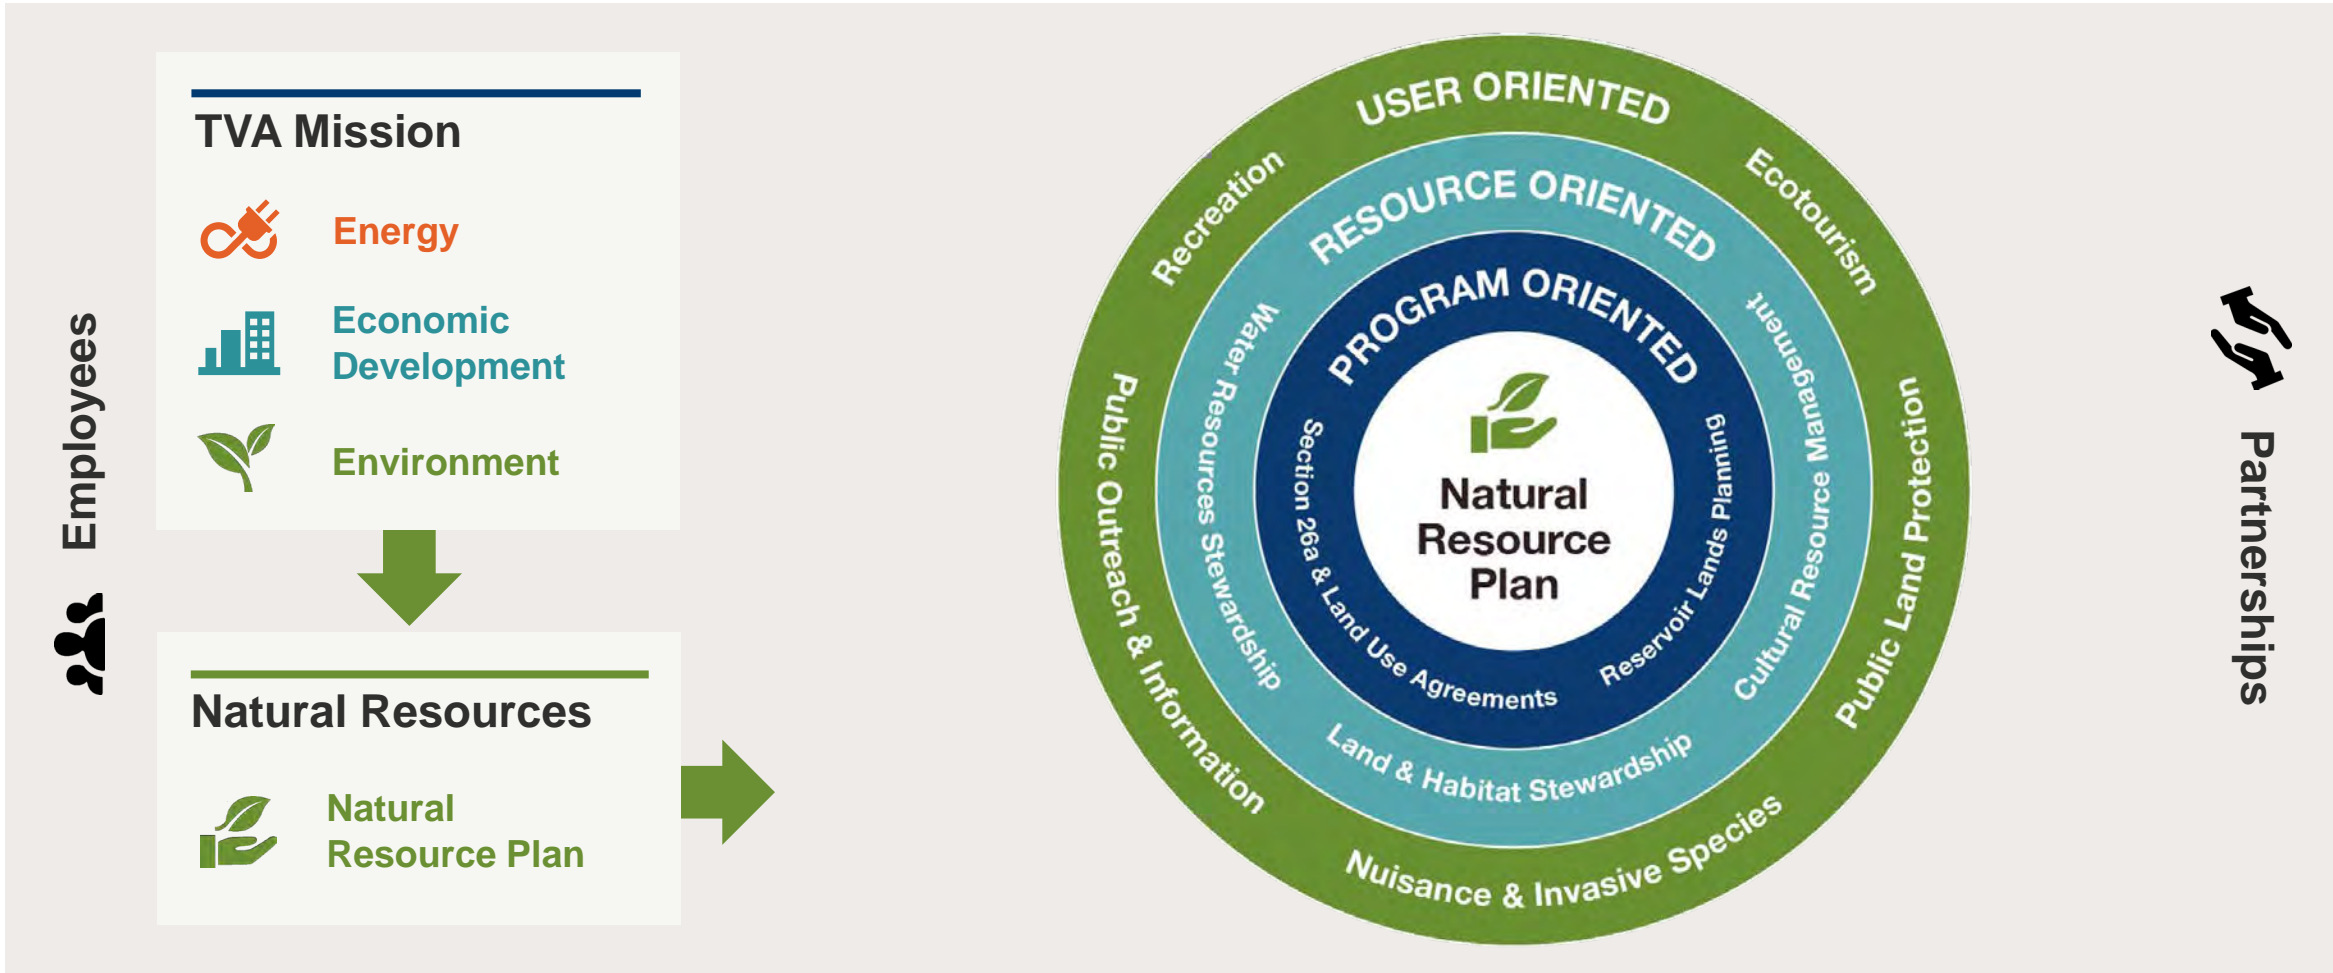 Employees
TVA Mission
Energy
Economic
Development
Environment
Natural Resources
Natural
Resource Plan
USER ORIENTED
Recreation
Ecotourism
Public Outreach & Information
Public Land Protection
Nuisance & Invasive Species
RESOURCE ORIENTED
Water Resources Stewardship
Cultural Resource Management
Land & Habitat Stewardship
PROGRAM ORIENTED
Section 26a & Land Use Agreements
Reservoir Lands Planning
Natural
Resource
Plan
Partnerships